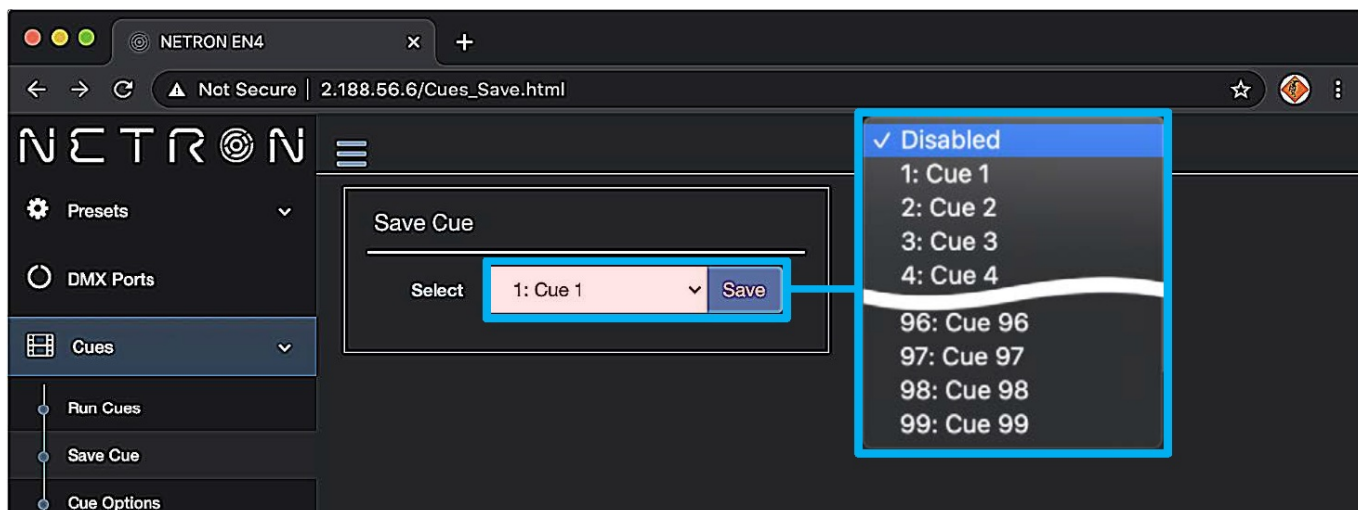 NETRON EN4
Not Secure | 2.188.56.6/Cues_Save.html
NETRON
Presets
DMX Ports
Cues
Run Cues
Save Cue
Cue Options
Save Cue
Select 1: Cue 1 Save
✓ Disabled
1: Cue 1
2: Cue 2
3: Cue 3
4: Cue 4
96: Cue 96
97: Cue 97
98: Cue 98
99: Cue 99